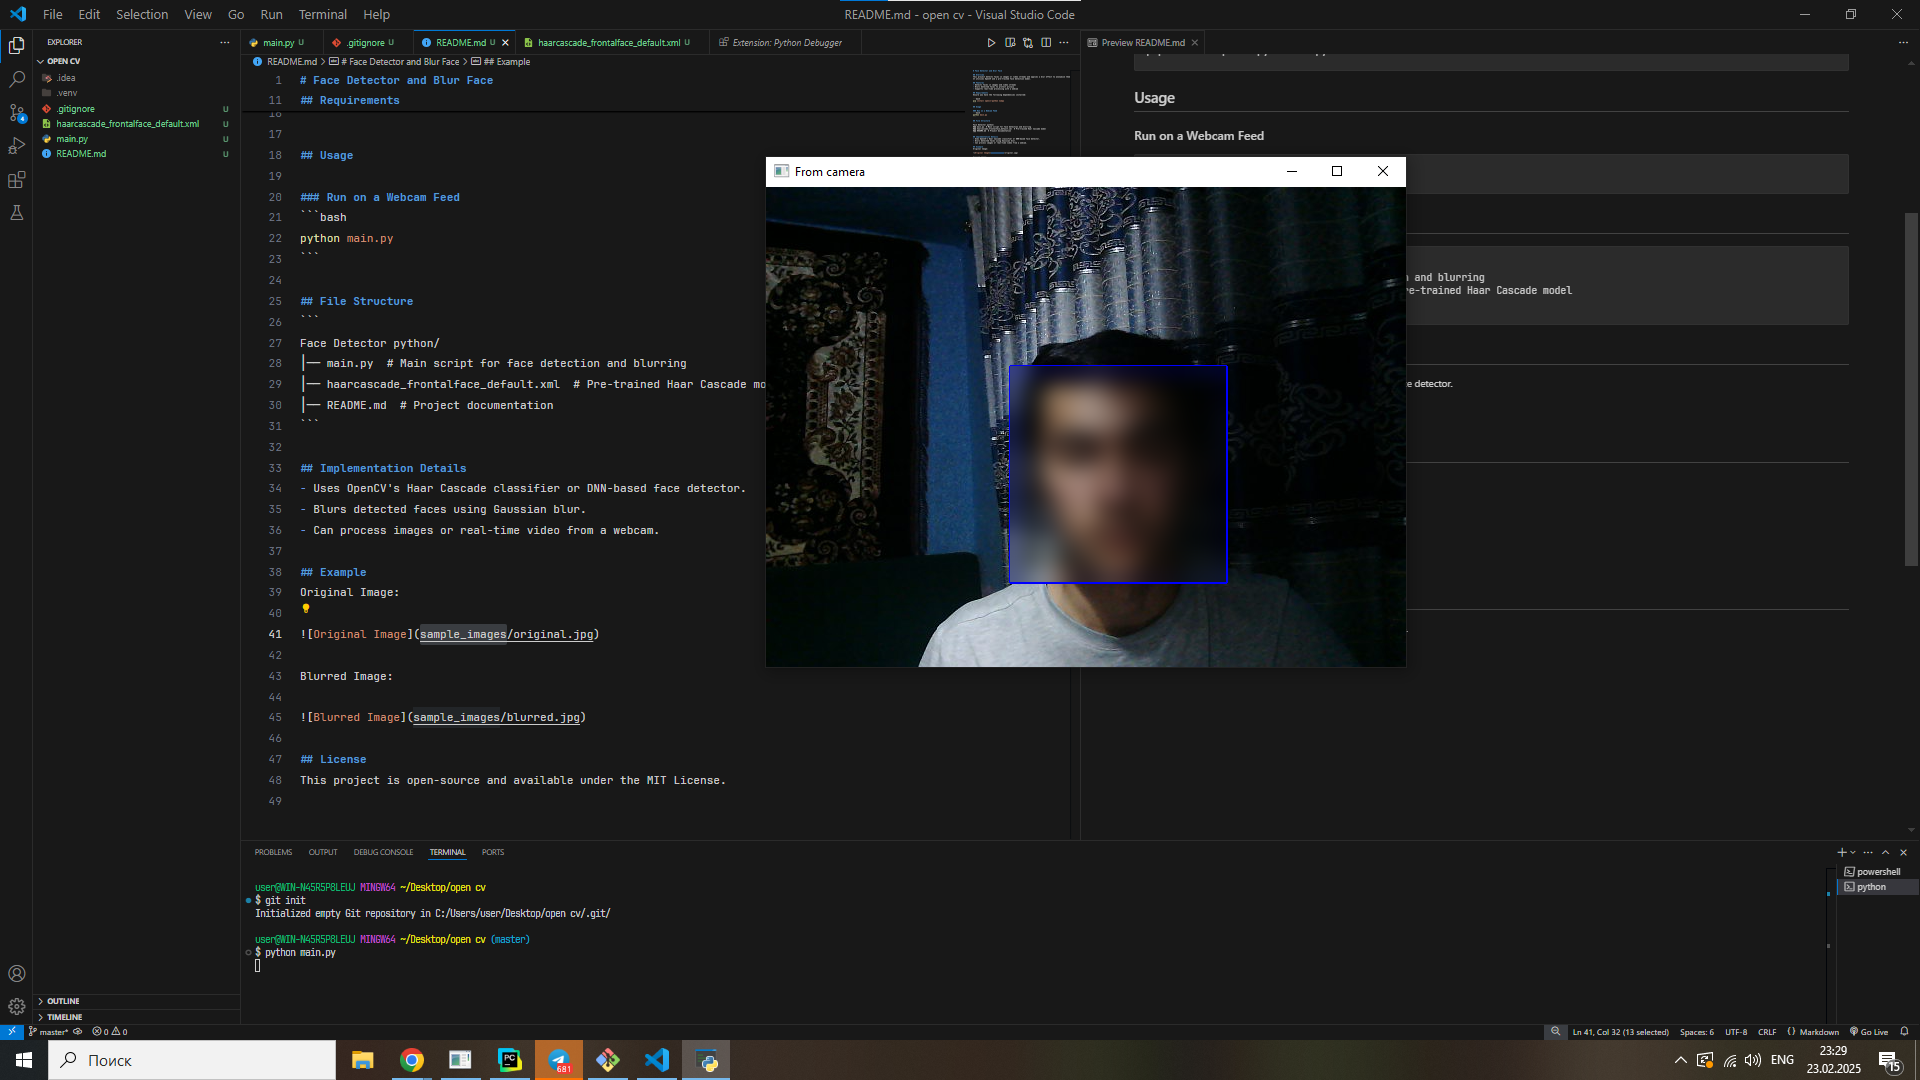 File Edit Selection View Go Run Terminal Help
README.md - open cv - Visual Studio Code
EXPLORER
OPEN CV
.idea
.venv
.gitignore U
haarcascade_frontalface_default.xml U
main.py U
README.md U
OUTLINE
TIMELINE
main.py U .gitignore U README.md U haarcascade_frontalface_default.xml U Extension: Python Debugger
README.md > # Face Detector and Blur Face > ## Example
1 # Face Detector and Blur Face
11 ## Requirements
16
17
18 ## Usage
19
20 ### Run on a Webcam Feed
21 ```bash
22 python main.py
23 ```
24
25 ## File Structure
26 ```
27 Face Detector python/
28 │── main.py # Main script for face detection and blurring
29 │── haarcascade_frontalface_default.xml # Pre-trained Haar Cascade mo
30 │── README.md # Project documentation
31 ```
32
33 ## Implementation Details
34 - Uses OpenCV's Haar Cascade classifier or DNN-based face detector.
35 - Blurs detected faces using Gaussian blur.
36 - Can process images or real-time video from a webcam.
37
38 ## Example
39 Original Image:
40
41 ![Original Image](sample_images/original.jpg)
42
43 Blurred Image:
44
45 ![Blurred Image](sample_images/blurred.jpg)
46
47 ## License
48 This project is open-source and available under the MIT License.
49
From camera
Preview README.md
Usage
Run on a Webcam Feed
n and blurring
re-trained Haar Cascade model
e detector.
PROBLEMS OUTPUT DEBUG CONSOLE TERMINAL PORTS
user@WIN-N45R5P8LEUJ MINGW64 ~/Desktop/open cv
$ git init
Initialized empty Git repository in C:/Users/user/Desktop/open cv/.git/
user@WIN-N45R5P8LEUJ MINGW64 ~/Desktop/open cv (master)
$ python main.py
powershell
python
master* 0 0
Ln 41, Col 32 (13 selected) Spaces: 6 UTF-8 CRLF {} Markdown Go Live
Поиск
PC
681
ENG
23:29
23.02.2025
15